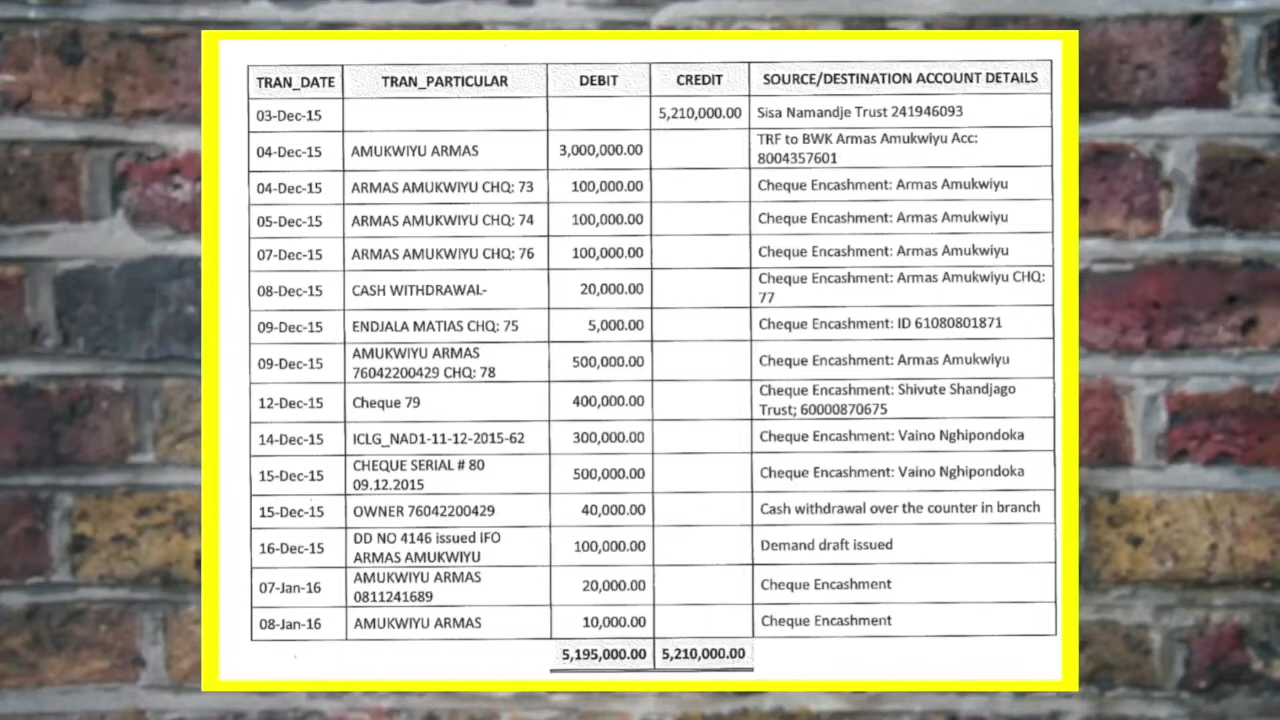 TRAN_DATE TRAN_PARTICULAR DEBIT CREDIT SOURCE/DESTINATION ACCOUNT DETAILS
03-Dec-15 5,210,000.00 Sisa Namandje Trust 241946093
04-Dec-15 AMUKWIYU ARMAS 3,000,000.00 TRF to BWK Armas Amukwiyu Acc:
8004357601
04-Dec-15 ARMAS AMUKWIYU CHQ: 73 100,000.00 Cheque Encashment: Armas Amukwiyu
05-Dec-15 ARMAS AMUKWIYU CHQ: 74 100,000.00 Cheque Encashment: Armas Amukwiyu
07-Dec-15 ARMAS AMUKWIYU CHQ: 76 100,000.00 Cheque Encashment: Armas Amukwiyu
08-Dec-15 CASH WITHDRAWAL- 20,000.00 Cheque Encashment: Armas Amukwiyu CHQ:
77
09-Dec-15 ENDJALA MATIAS CHQ: 75 5,000.00 Cheque Encashment: ID 61080801871
09-Dec-15 AMUKWIYU ARMAS
76042200429 CHQ: 78 500,000.00 Cheque Encashment: Armas Amukwiyu
12-Dec-15 Cheque 79 400,000.00 Cheque Encashment: Shivute Shandjago
Trust; 60000870675
14-Dec-15 ICLG_NAD1-11-12-2015-62 300,000.00 Cheque Encashment: Vaino Nghipondoka
15-Dec-15 CHEQUE SERIAL # 80
09.12.2015 500,000.00 Cheque Encashment: Vaino Nghipondoka
15-Dec-15 OWNER 76042200429 40,000.00 Cash withdrawal over the counter in branch
16-Dec-15 DD NO 4146 issued IFO
ARMAS AMUKWIYU 100,000.00 Demand draft issued
07-Jan-16 AMUKWIYU ARMAS
0811241689 20,000.00 Cheque Encashment
08-Jan-16 AMUKWIYU ARMAS 10,000.00 Cheque Encashment
5,195,000.00 5,210,000.00